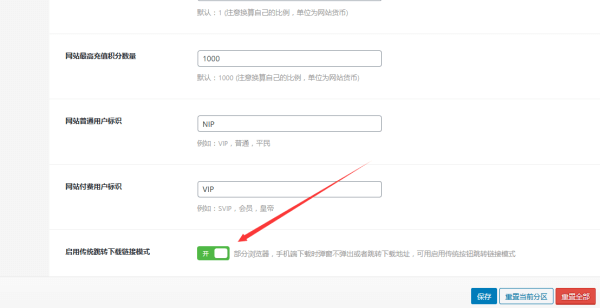 默认：1 (注意换算自己的比例，单位为网站货币)
网站最高充值积分数量
1000
默认：1000 (注意换算自己的比例，单位为网站货币)
网站普通用户标识
NIP
例如：VIP，普通，平民
网站付费用户标识
VIP
例如：SVIP，会员，皇帝
启用传统跳转下载链接模式
开
部分浏览器，手机端下载时弹窗不弹出或者跳转下载地址，可用启用传统按钮跳转链接模式
保存
重置当前分区
重置全部